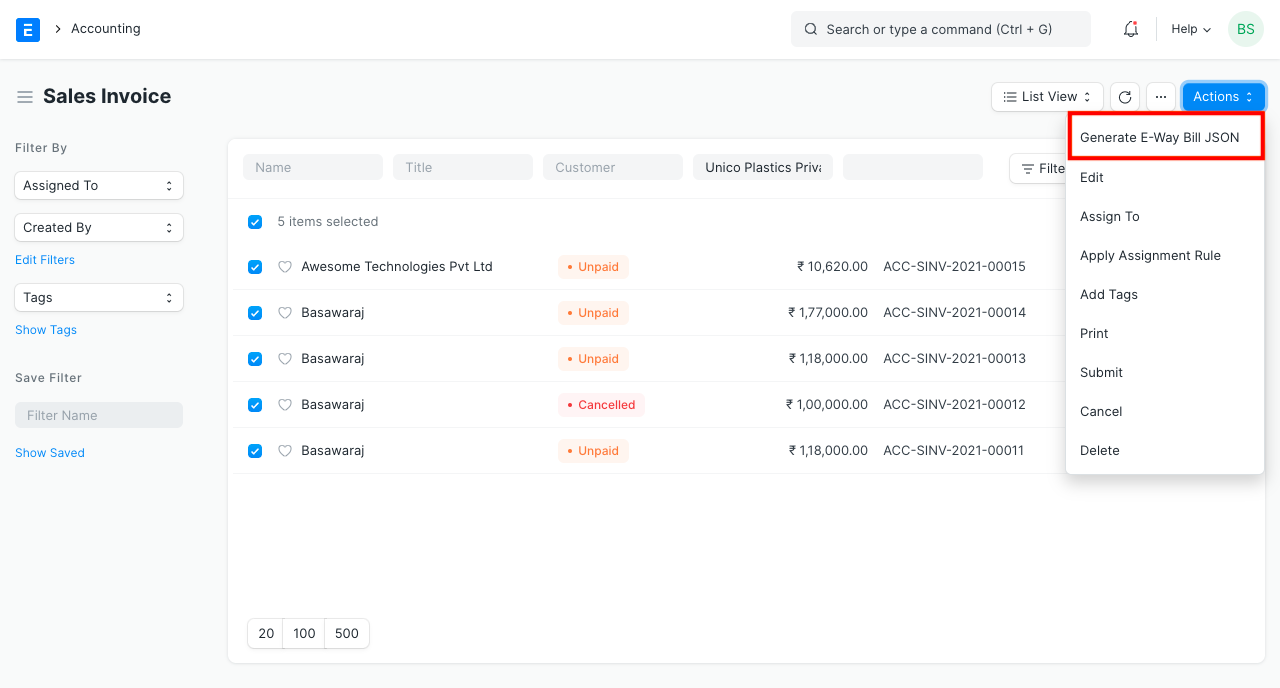 E
Accounting
Search or type a command (Ctrl + G)
Help
BS
Sales Invoice
List View
...
Actions
Filter By
Assigned To
Created By
Edit Filters
Tags
Show Tags
Save Filter
Filter Name
Show Saved
Name Title Customer Unico Plastics Priv
Filte
5 items selected
Awesome Technologies Pvt Ltd • Unpaid ₹ 10,620.00 ACC-SINV-2021-00015
Basawaraj • Unpaid ₹ 1,77,000.00 ACC-SINV-2021-00014
Basawaraj • Unpaid ₹ 1,18,000.00 ACC-SINV-2021-00013
Basawaraj • Cancelled ₹ 1,00,000.00 ACC-SINV-2021-00012
Basawaraj • Unpaid ₹ 1,18,000.00 ACC-SINV-2021-00011
20 100 500
Generate E-Way Bill JSON
Edit
Assign To
Apply Assignment Rule
Add Tags
Print
Submit
Cancel
Delete